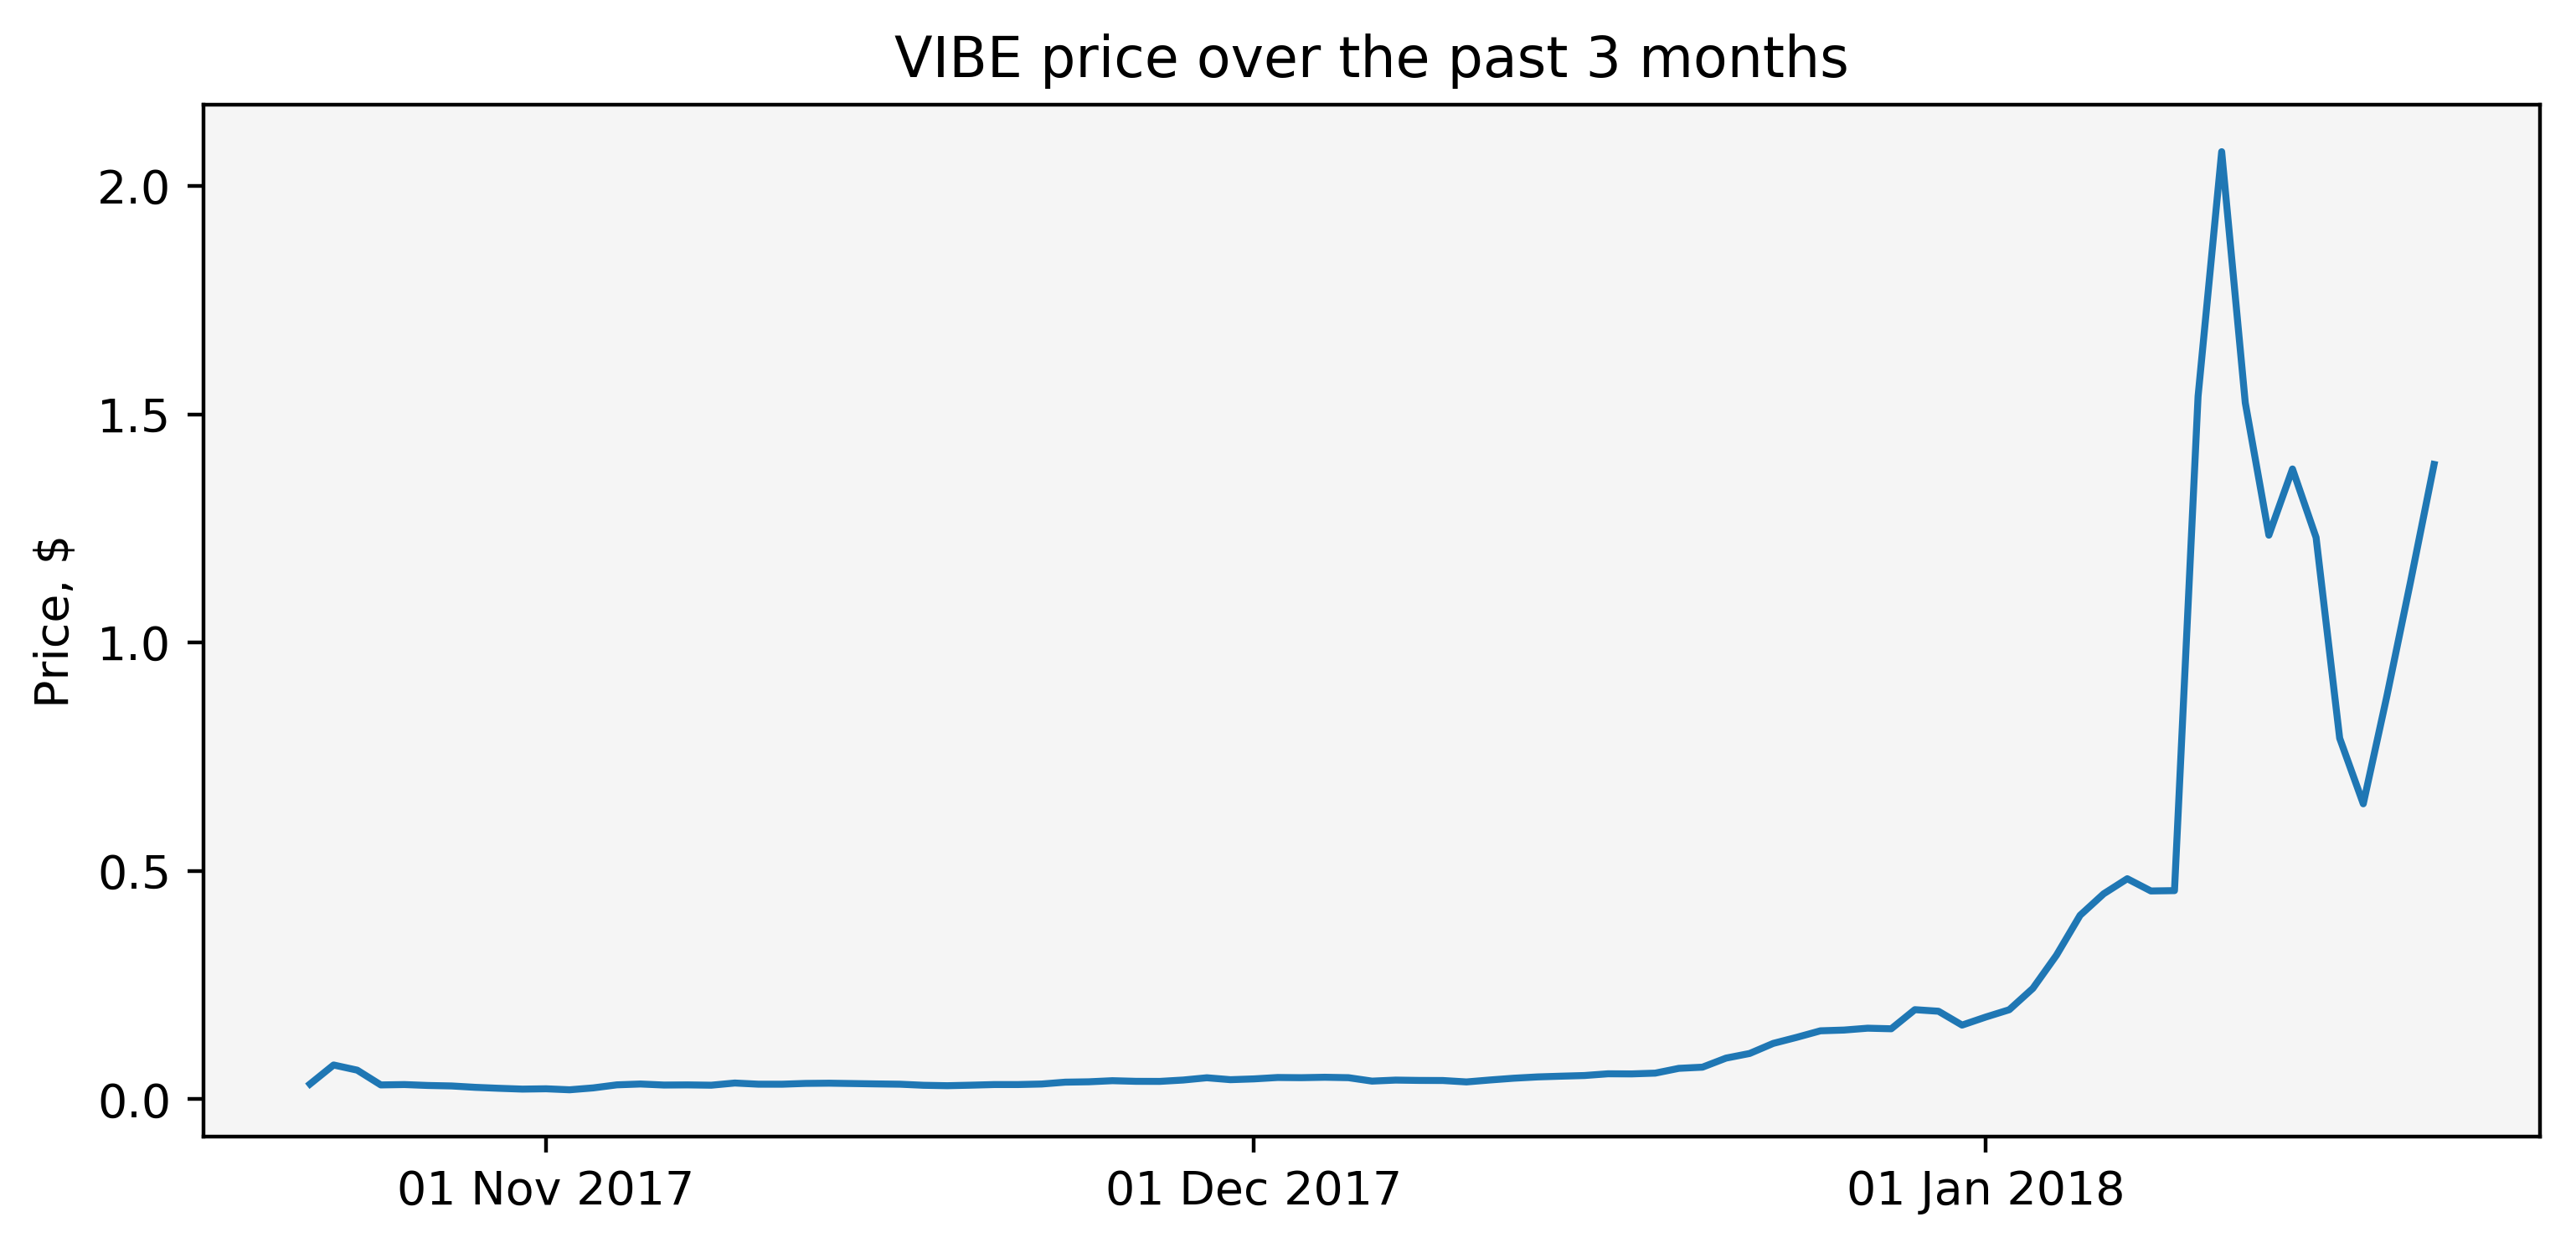 VIBE price over the past 3 months
Price, $
2.0
1.5
1.0
0.5
0.0
01 Nov 2017
01 Dec 2017
01 Jan 2018